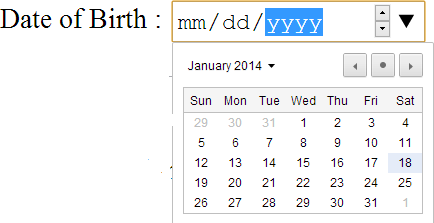 Date of Birth : mm/dd/yyyy
January 2014
Sun Mon Tue Wed Thu Fri Sat
29 30 31 1 2 3 4
5 6 7 8 9 10 11
12 13 14 15 16 17 18
19 20 21 22 23 24 25
26 27 28 29 30 31 1